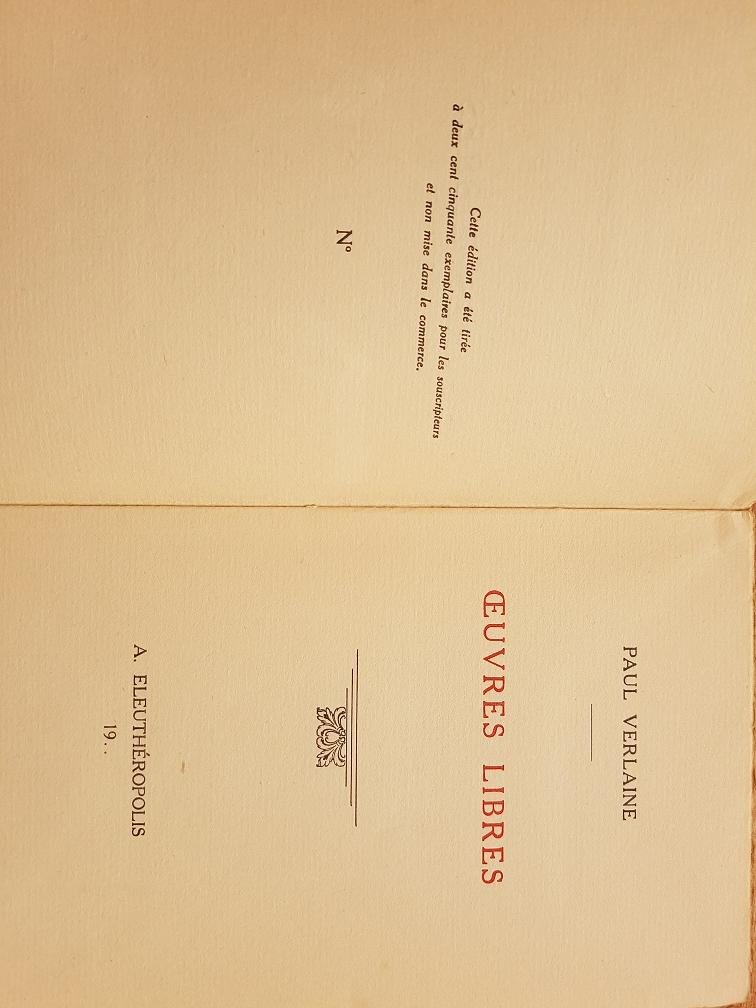 Cette édition a été tirée
à deux cent cinquante exemplaires pour les souscripteurs
et non mise dans le commerce.
Nº
PAUL VERLAINE
ŒUVRES LIBRES
A. ELEUTHÉROPOLIS
19..